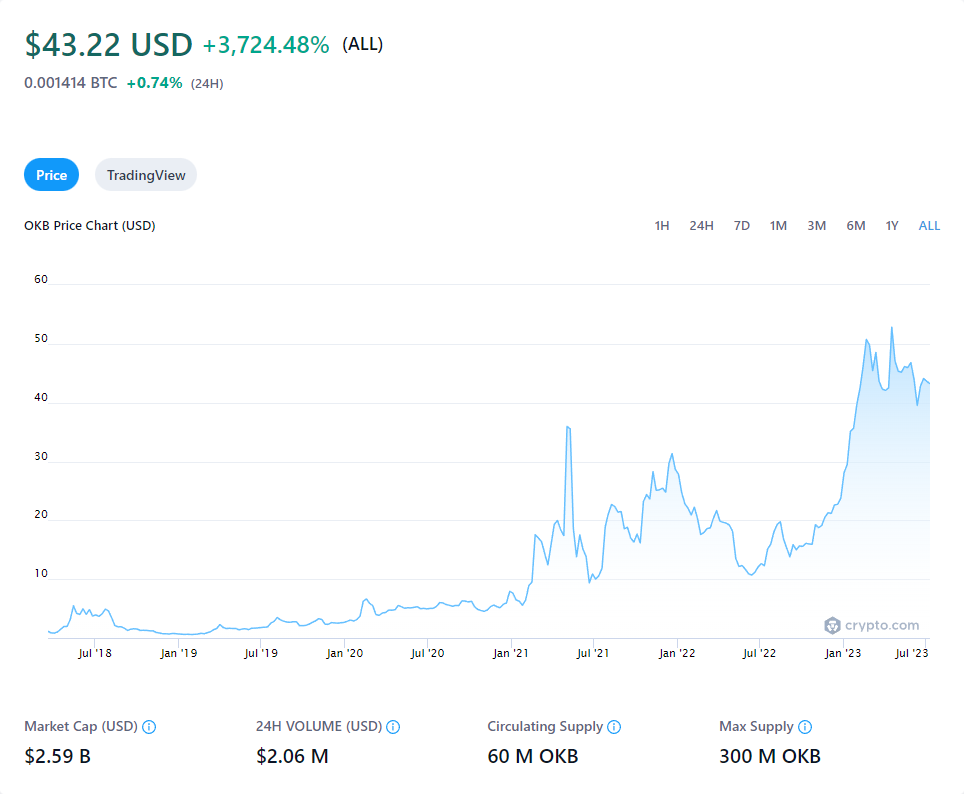 $43.22 USD +3,724.48% (ALL)
0.001414 BTC +0.74% (24H)
Price TradingView
OKB Price Chart (USD) 1H 24H 7D 1M 3M 6M 1Y ALL
60
50
40
30
20
10
crypto.com
Jul '18 Jan '19 Jul '19 Jan '20 Jul '20 Jan '21 Jul '21 Jan '22 Jul '22 Jan '23 Jul '23
Market Cap (USD) 24H VOLUME (USD) Circulating Supply Max Supply
$2.59 B $2.06 M 60 M OKB 300 M OKB